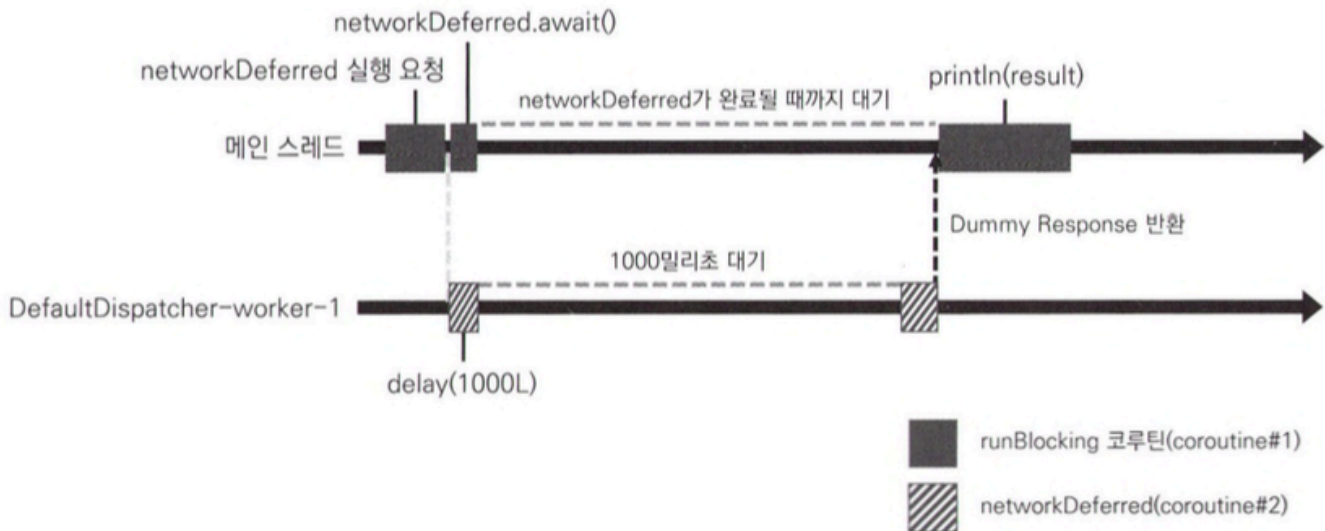 networkDeferred.await()
networkDeferred 실행 요청
println(result)
networkDeferred가 완료될 때까지 대기
메인 스레드
Dummy Response 반환
1000밀리초 대기
DefaultDispatcher-worker-1
delay(1000L)
runBlocking 코루틴(coroutine#1)
networkDeferred(coroutine#2)